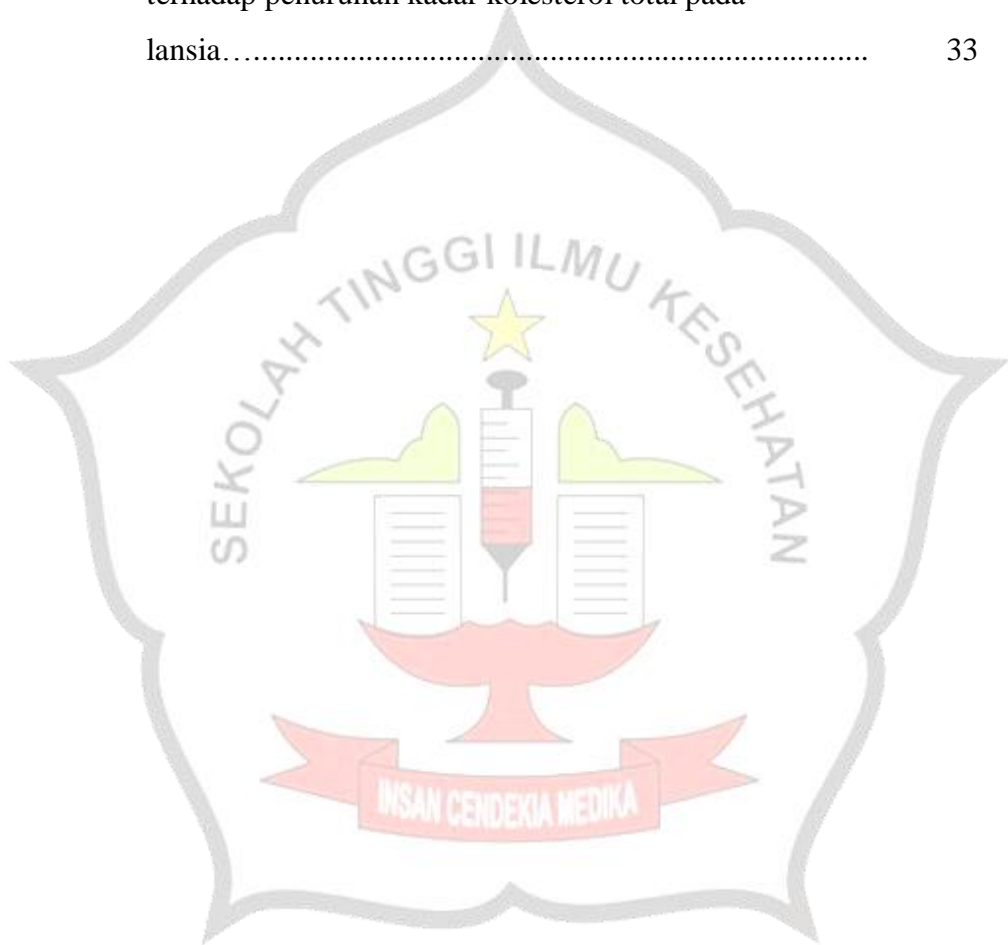 terhadap penurunan kadar kolesterol total pada
lansia…......................................................................... 33
SEKOLAH TINGGI ILMU KESEHATAN
INSAN CENDEKIA MEDIKA